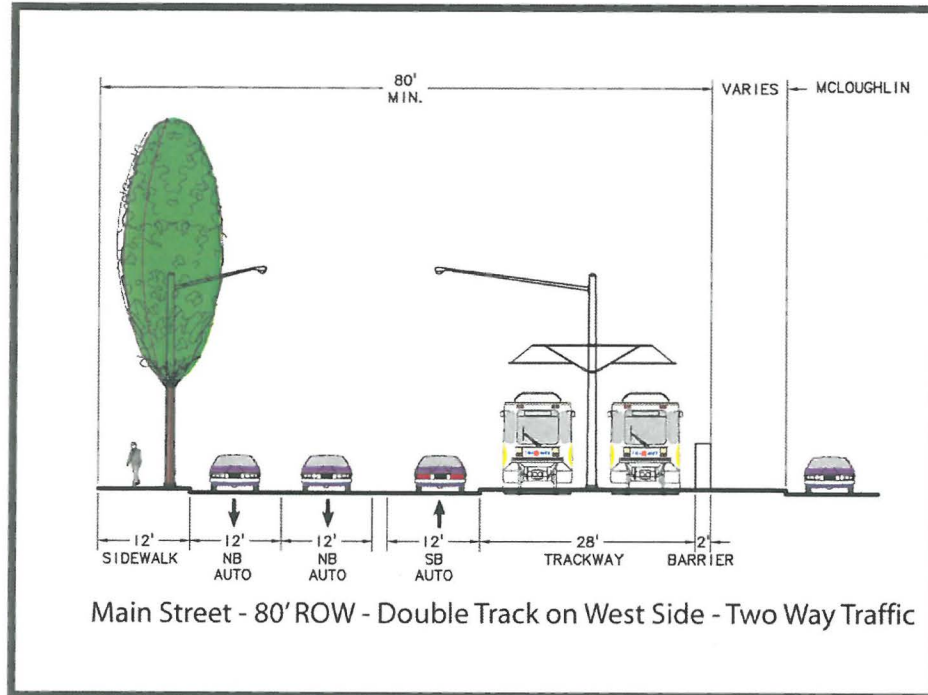 80'
MIN.
VARIES
MCLOUGHLIN
12'
SIDEWALK
12'
NB
AUTO
12'
NB
AUTO
12'
SB
AUTO
28'
TRACKWAY
2'
BARRIER
Main Street - 80' ROW - Double Track on West Side - Two Way Traffic